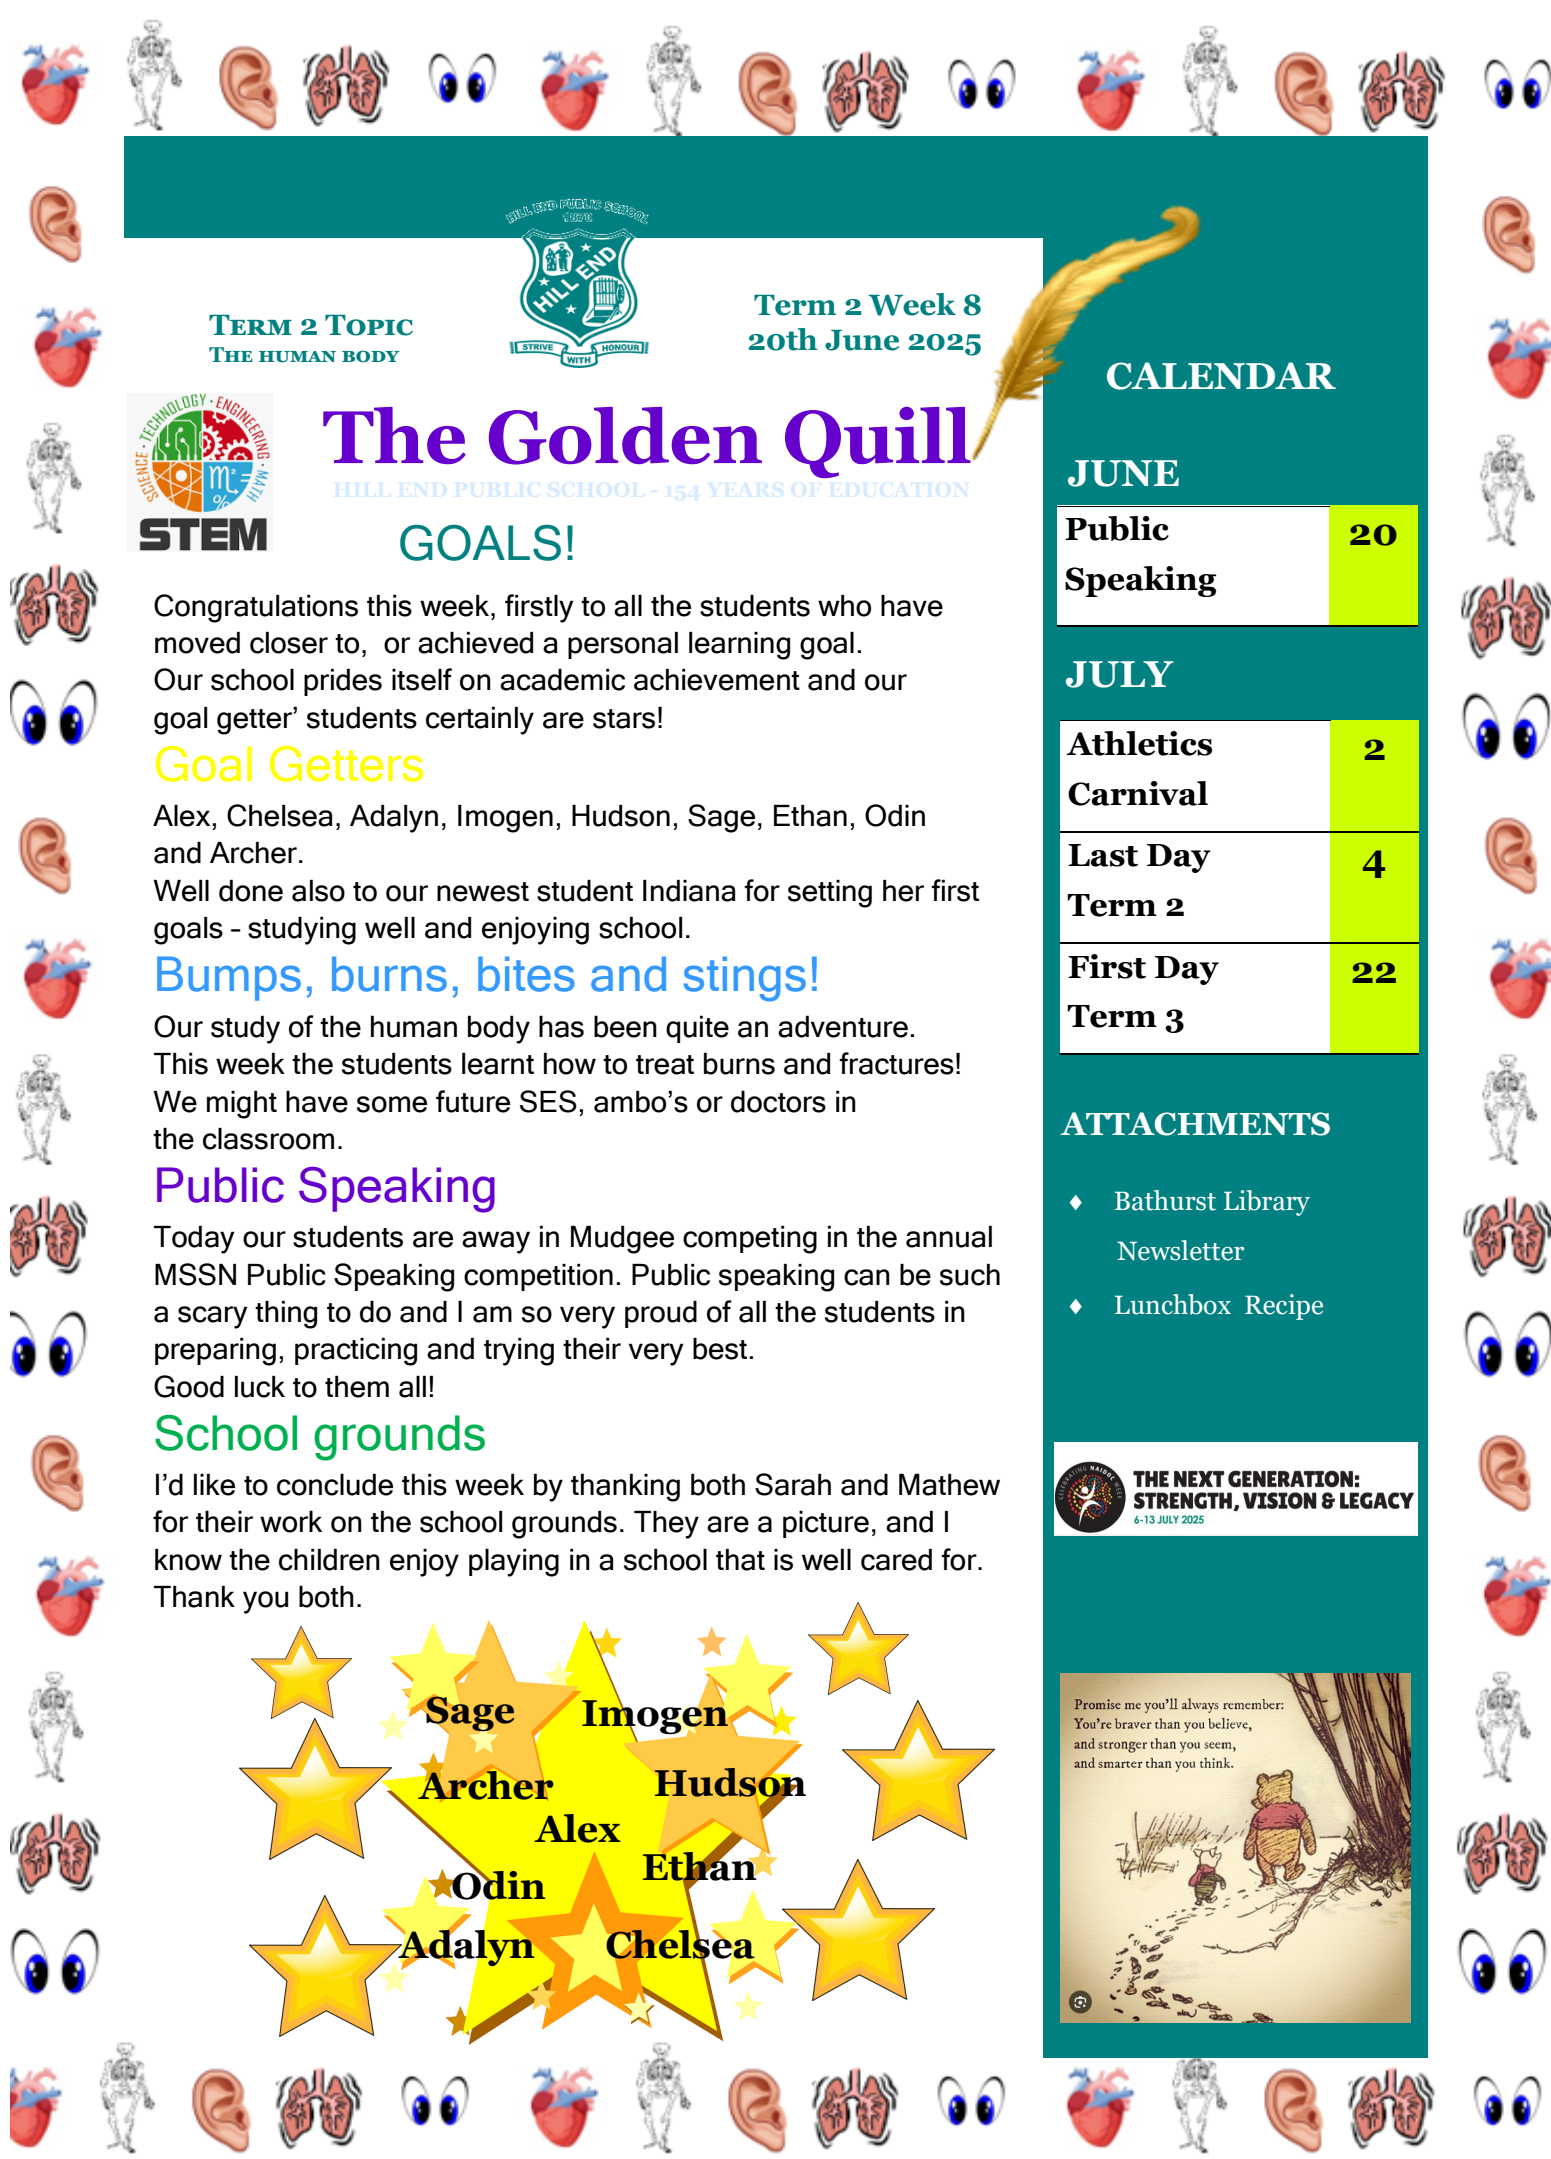 HILL END PUBLIC SCHOOL
1870
HILL END
STRIVE WITH HONOUR
Term 2 Topic
The human body
Term 2 Week 8
20th June 2025
SCIENCE · TECHNOLOGY · ENGINEERING · MATH
m²
%
STEM
The Golden Quill
HILL END PUBLIC SCHOOL - 154 YEARS OF EDUCATION
GOALS!
Congratulations this week, firstly to all the students who have
moved closer to,  or achieved a personal learning goal.
Our school prides itself on academic achievement and our
goal getter’ students certainly are stars!
Goal Getters
Alex, Chelsea, Adalyn, Imogen, Hudson, Sage, Ethan, Odin
and Archer.
Well done also to our newest student Indiana for setting her first
goals - studying well and enjoying school.
Bumps, burns, bites and stings!
Our study of the human body has been quite an adventure.
This week the students learnt how to treat burns and fractures!
We might have some future SES, ambo’s or doctors in
the classroom.
Public Speaking
Today our students are away in Mudgee competing in the annual
MSSN Public Speaking competition. Public speaking can be such
a scary thing to do and I am so very proud of all the students in
preparing, practicing and trying their very best.
Good luck to them all!
School grounds
I’d like to conclude this week by thanking both Sarah and Mathew
for their work on the school grounds. They are a picture, and I
know the children enjoy playing in a school that is well cared for.
Thank you both.
Sage
Imogen
Archer
Hudson
Alex
Ethan
Odin
Adalyn
Chelsea
CALENDAR
JUNE
Public
Speaking
20
JULY
Athletics
Carnival
2
Last Day
Term 2
4
First Day
Term 3
22
ATTACHMENTS
♦ Bathurst Library
Newsletter
♦ Lunchbox  Recipe
CELEBRATING NAIDOC WEEK
THE NEXT GENERATION:
STRENGTH, VISION & LEGACY
6-13 JULY 2025
Promise me you’ll always remember:
You’re braver than you believe,
and stronger than you seem,
and smarter than you think.